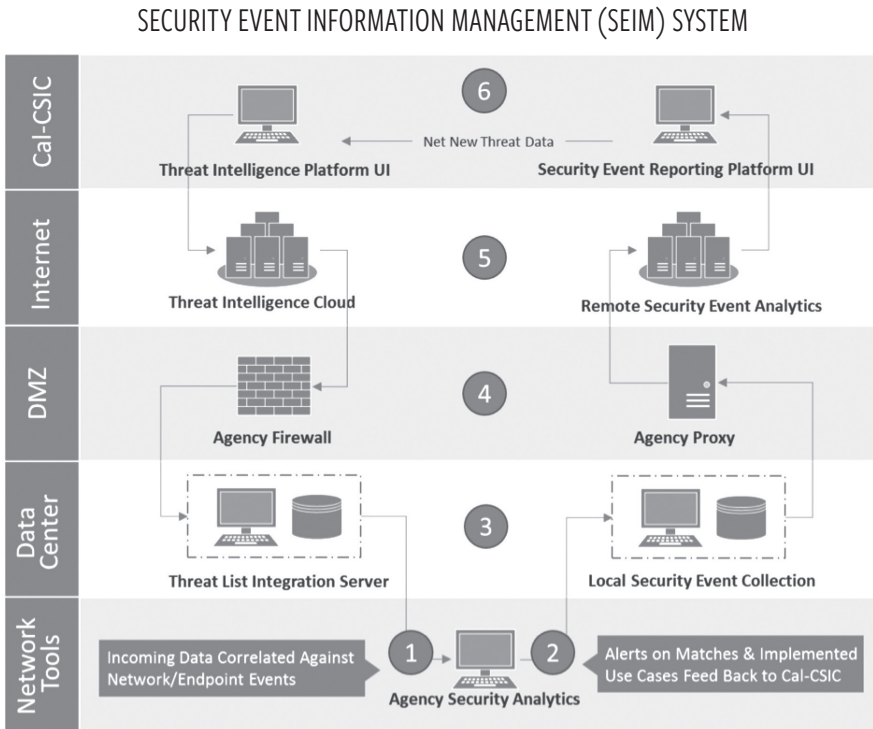 SECURITY EVENT INFORMATION MANAGEMENT (SEIM) SYSTEM
Cal-CSIC
6
Net New Threat Data
Threat Intelligence Platform UI
Security Event Reporting Platform UI
Internet
5
Threat Intelligence Cloud
Remote Security Event Analytics
DMZ
4
Agency Firewall
Agency Proxy
Data
Center
3
Threat List Integration Server
Local Security Event Collection
Network
Tools
Incoming Data Correlated Against
Network/Endpoint Events
1
2
Alerts on Matches & Implemented
Use Cases Feed Back to Cal-CSIC
Agency Security Analytics